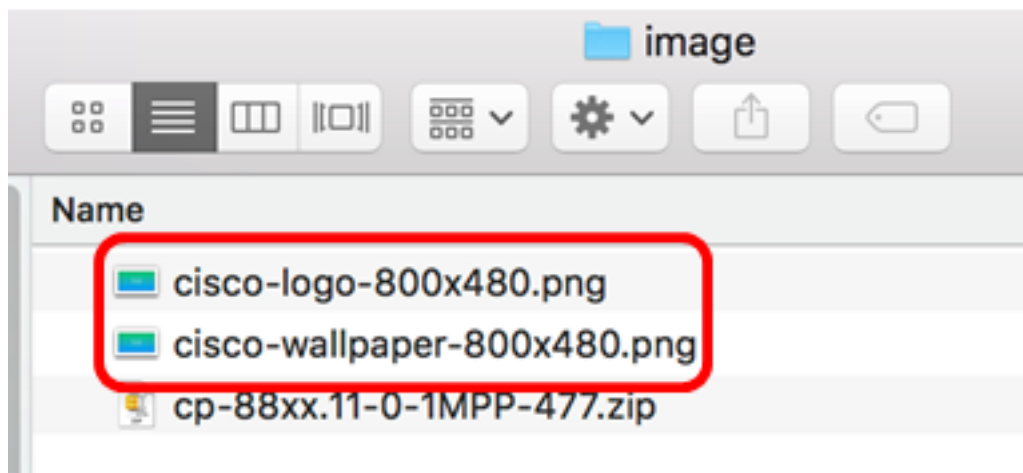 image
Name
cisco-logo-800x480.png
cisco-wallpaper-800x480.png
cp-88xx.11-0-1MPP-477.zip